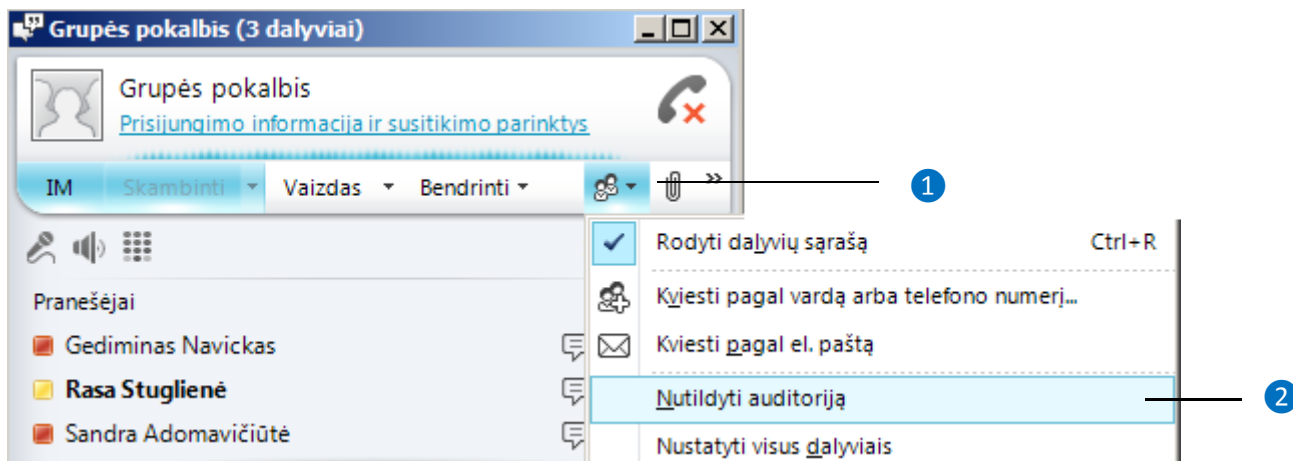 Grupės pokalbis (3 dalyviai)
Grupės pokalbis
Prisijungimo informacija ir susitikimo parinktys
IM Skambinti Vaizdas Bendrinti
1
Rodyti dalyvių sąrašą Ctrl+R
Pranešėjai
Kviesti pagal vardą arba telefono numerį...
Gediminas Navickas
Kviesti pagal el. paštą
Rasa Stuglienė
Nutildyti auditoriją
2
Sandra Adomavičiūtė
Nustatyti visus dalyviais